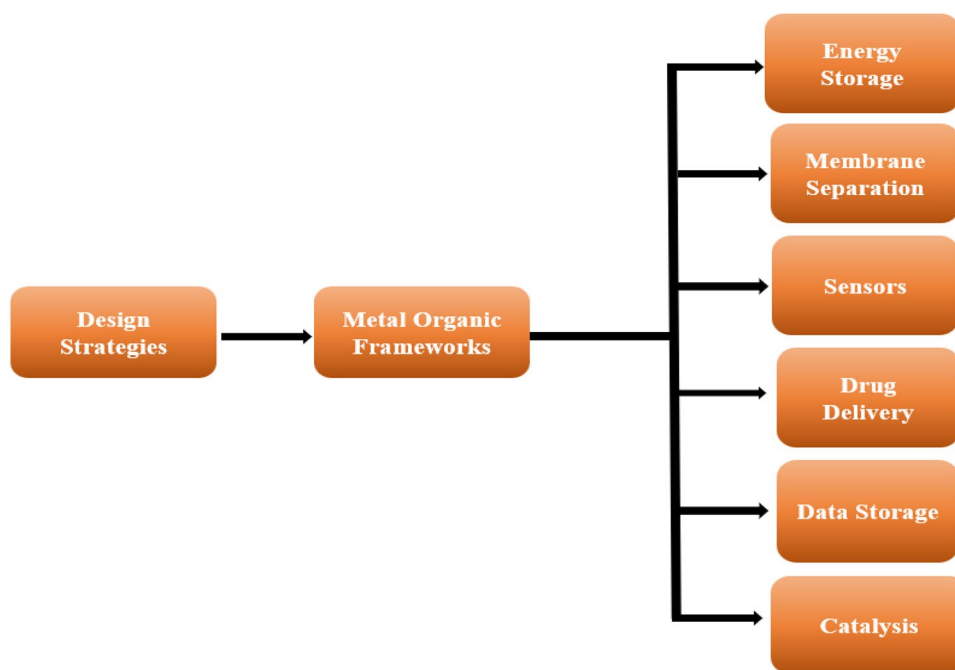 Energy
Storage
Membrane
Separation
Sensors
Design
Strategies
Metal Organic
Frameworks
Drug
Delivery
Data Storage
Catalysis